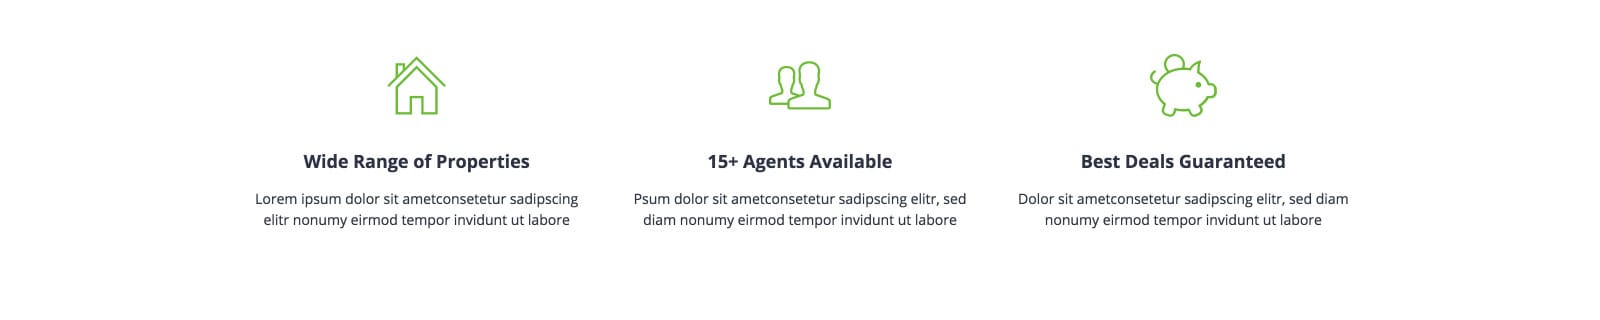 Wide Range of Properties
Lorem ipsum dolor sit ametconsetetur sadipscing
elitr nonumy eirmod tempor invidunt ut labore
15+ Agents Available
Psum dolor sit ametconsetetur sadipscing elitr, sed
diam nonumy eirmod tempor invidunt ut labore
Best Deals Guaranteed
Dolor sit ametconsetetur sadipscing elitr, sed diam
nonumy eirmod tempor invidunt ut labore